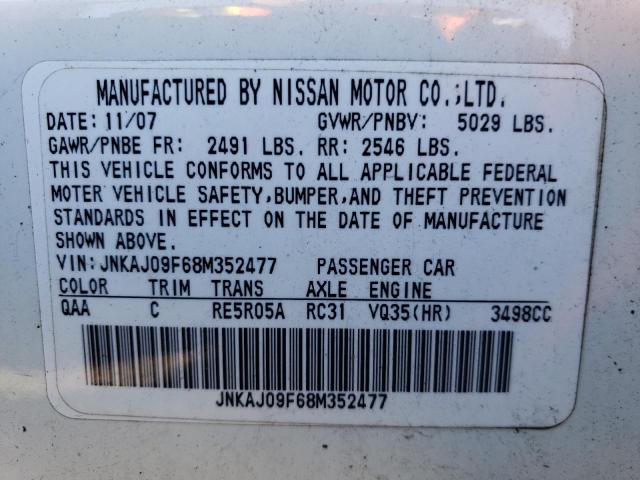 MANUFACTURED BY NISSAN MOTOR CO.;LTD.
DATE: 11/07 GVWR/PNBV: 5029 LBS.
GAWR/PNBE FR: 2491 LBS. RR: 2546 LBS.
THIS VEHICLE CONFORMS TO ALL APPLICABLE FEDERAL
MOTER VEHICLE SAFETY,BUMPER,AND THEFT PREVENTION
STANDARDS IN EFFECT ON THE DATE OF MANUFACTURE
SHOWN ABOVE.
VIN:JNKAJ09F68M352477 PASSENGER CAR
COLOR TRIM TRANS AXLE ENGINE
QAA C RE5R05A RC31 VQ35(HR) 3498CC
JNKAJ09F68M352477